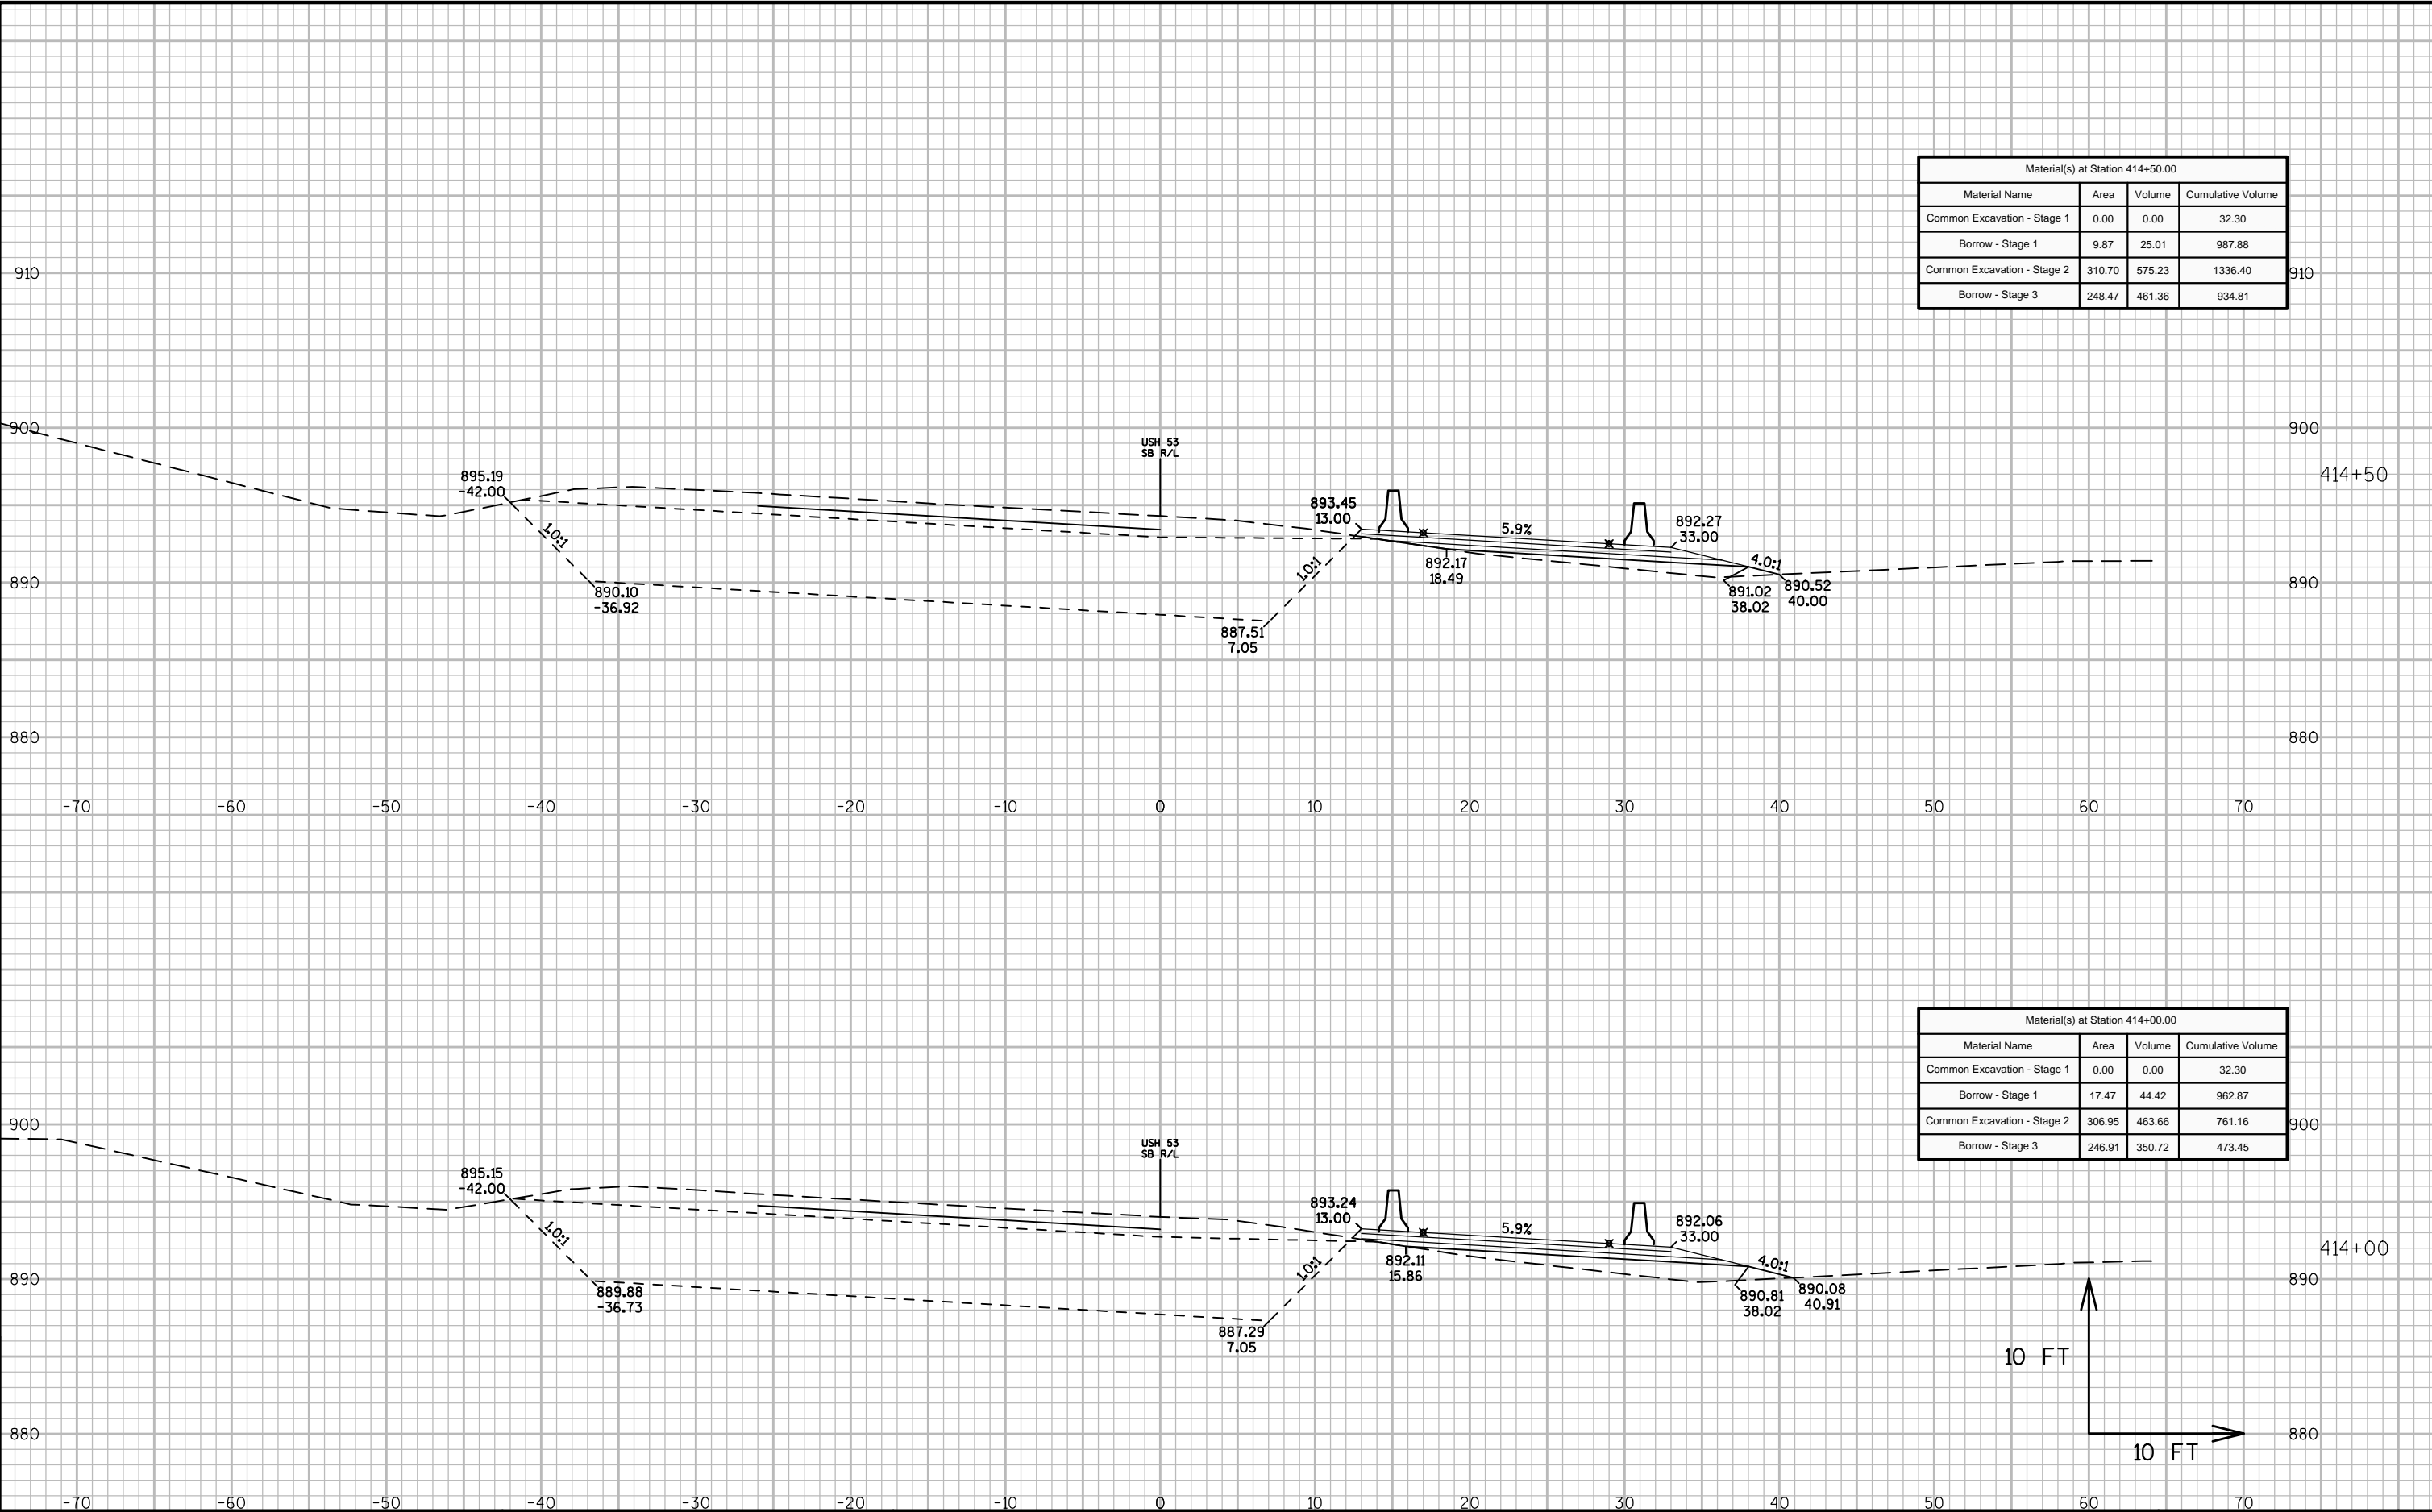 Material(s) at Station 414+50.00
Material Name Area Volume Cumulative Volume
Common Excavation - Stage 1 0.00 0.00 32.30
Borrow - Stage 1 9.87 25.01 987.88
Common Excavation - Stage 2 310.70 575.23 1336.40
Borrow - Stage 3 248.47 461.36 934.81
910 910
900 900
USH 53
SB R/L
414+50
895.19
-42.00
1.0:1
893.45
13.00
5.9%
892.27
33.00
1.0:1
892.17
18.49
4.0:1
890 890
890.10
-36.92
891.02
38.02
890.52
40.00
887.51
7.05
880 880
-70 -60 -50 -40 -30 -20 -10 0 10 20 30 40 50 60 70
Material(s) at Station 414+00.00
Material Name Area Volume Cumulative Volume
Common Excavation - Stage 1 0.00 0.00 32.30
Borrow - Stage 1 17.47 44.42 962.87
Common Excavation - Stage 2 306.95 463.66 761.16
Borrow - Stage 3 246.91 350.72 473.45
900 900
USH 53
SB R/L
895.15
-42.00
1.0:1
893.24
13.00
5.9%
892.06
33.00
414+00
1.0:1
892.11
15.86
4.0:1
890 890
889.88
-36.73
890.81
38.02
890.08
40.91
887.29
7.05
10 FT
880 880
10 FT
-70 -60 -50 -40 -30 -20 -10 0 10 20 30 40 50 60 70